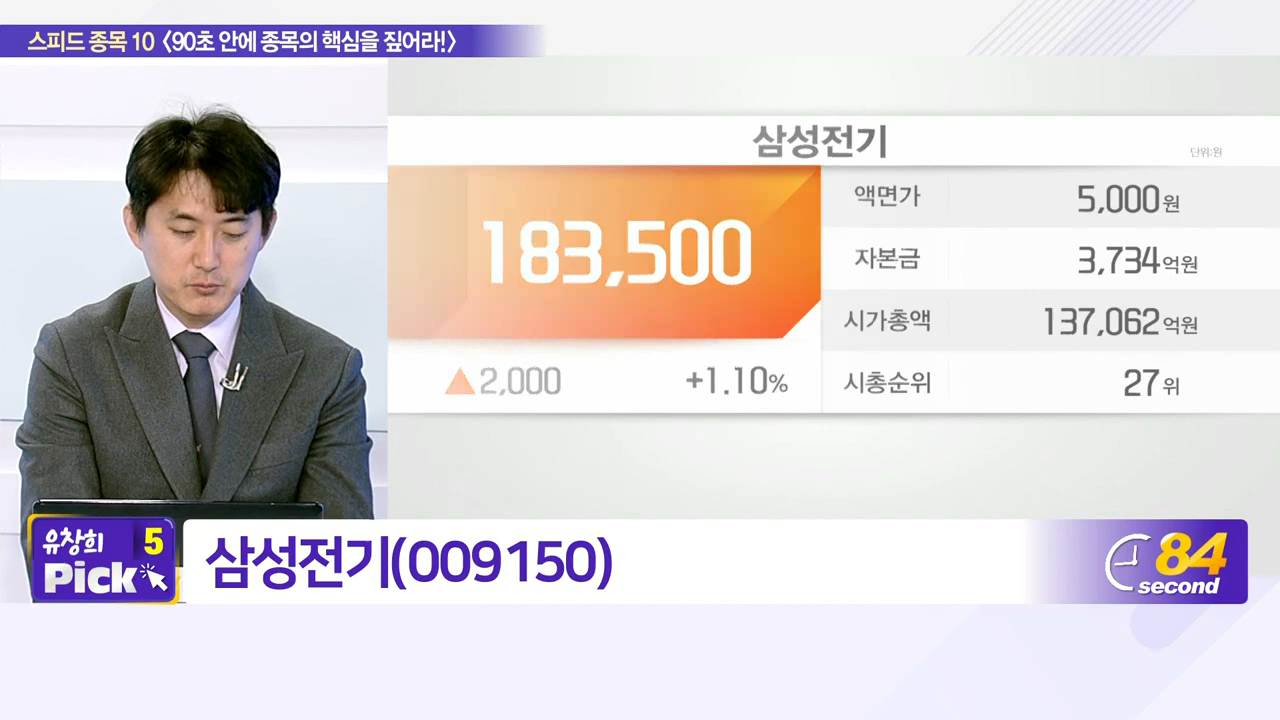 스피드 종목 10 〈90초 안에 종목의 핵심을 짚어라!〉
삼성전기
단위:원
183,500
▲2,000 +1.10%
액면가 5,000원
자본금 3,734억원
시가총액 137,062억원
시총순위 27위
유창희 5
Pick
삼성전기(009150)
84
second